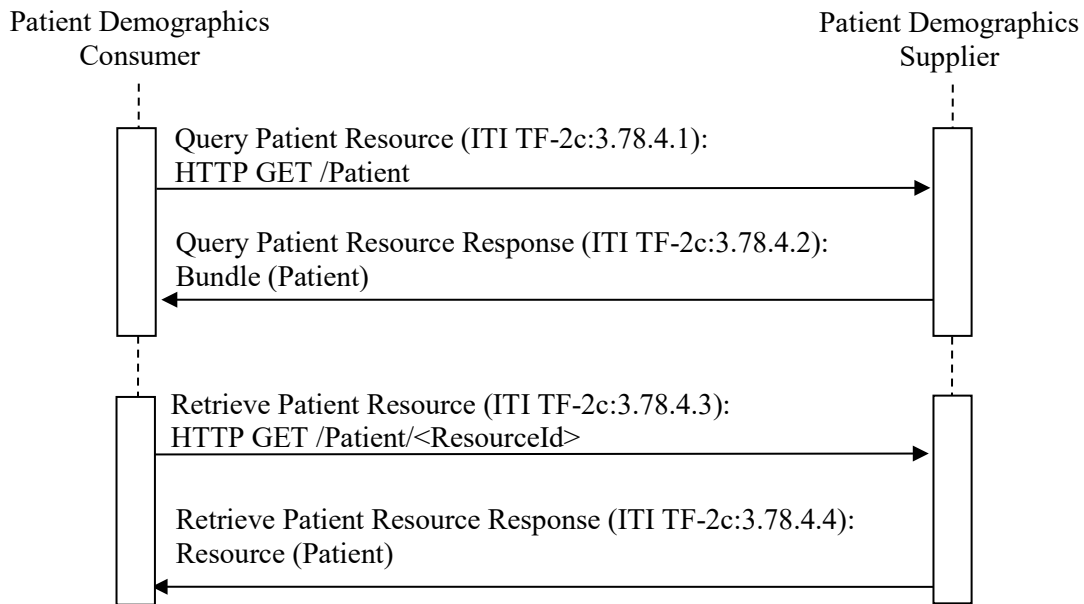 Patient Demographics
Consumer
Patient Demographics
Supplier
Query Patient Resource (ITI TF-2c:3.78.4.1):
HTTP GET /Patient
Query Patient Resource Response (ITI TF-2c:3.78.4.2):
Bundle (Patient)
Retrieve Patient Resource (ITI TF-2c:3.78.4.3):
HTTP GET /Patient/<ResourceId>
Retrieve Patient Resource Response (ITI TF-2c:3.78.4.4):
Resource (Patient)